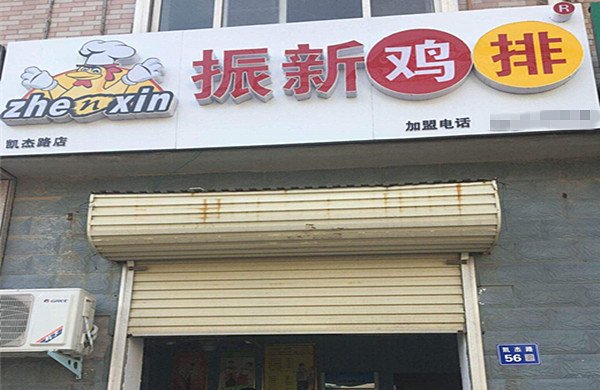 振新鸡排 ®
zhenxin
凯杰路店
加盟电话
GREE
凯杰路
56